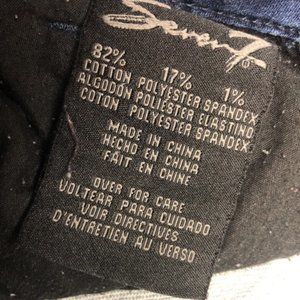 Seven7
82% 17% 1%
COTTON POLYESTER SPANDEX
ALGODON POLIESTER ELASTINO
COTON POLYESTER SPANDEX
MADE IN CHINA
HECHO EN CHINA
FAIT EN CHINE
OVER FOR CARE
VOLTEAR PARA CUIDADO
VOIR DIRECTIVES
D'ENTRETIEN AU VERSO